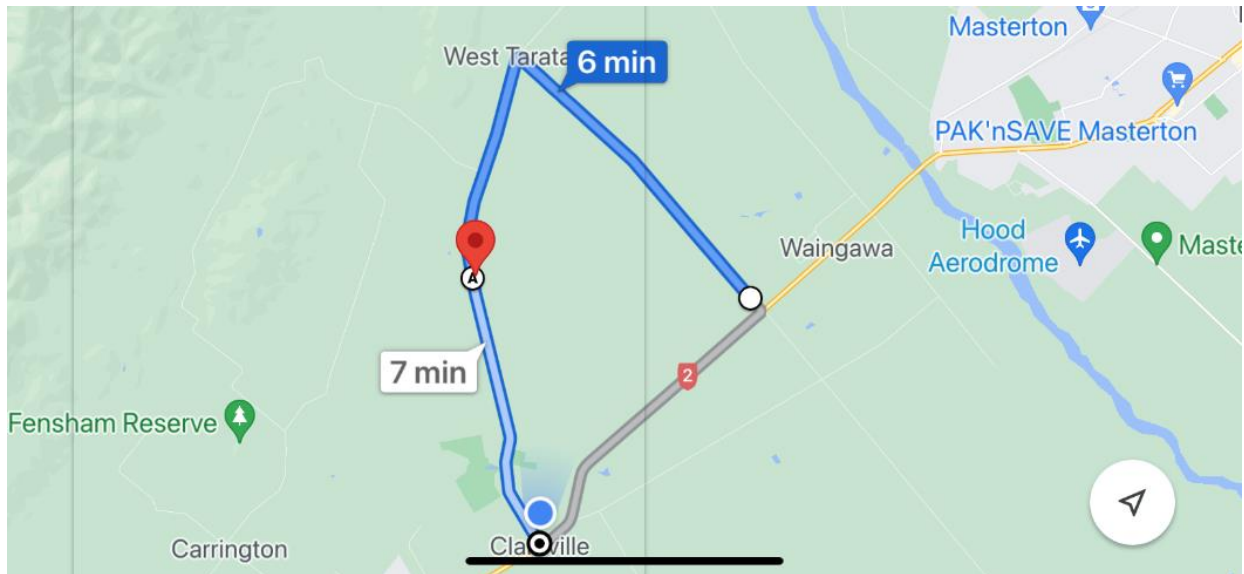 Masterton
West Tarata
6 min
PAK'nSAVE Masterton
Waingawa
Hood
Aerodrome
Maste
A
7 min
2
Fensham Reserve
Carrington